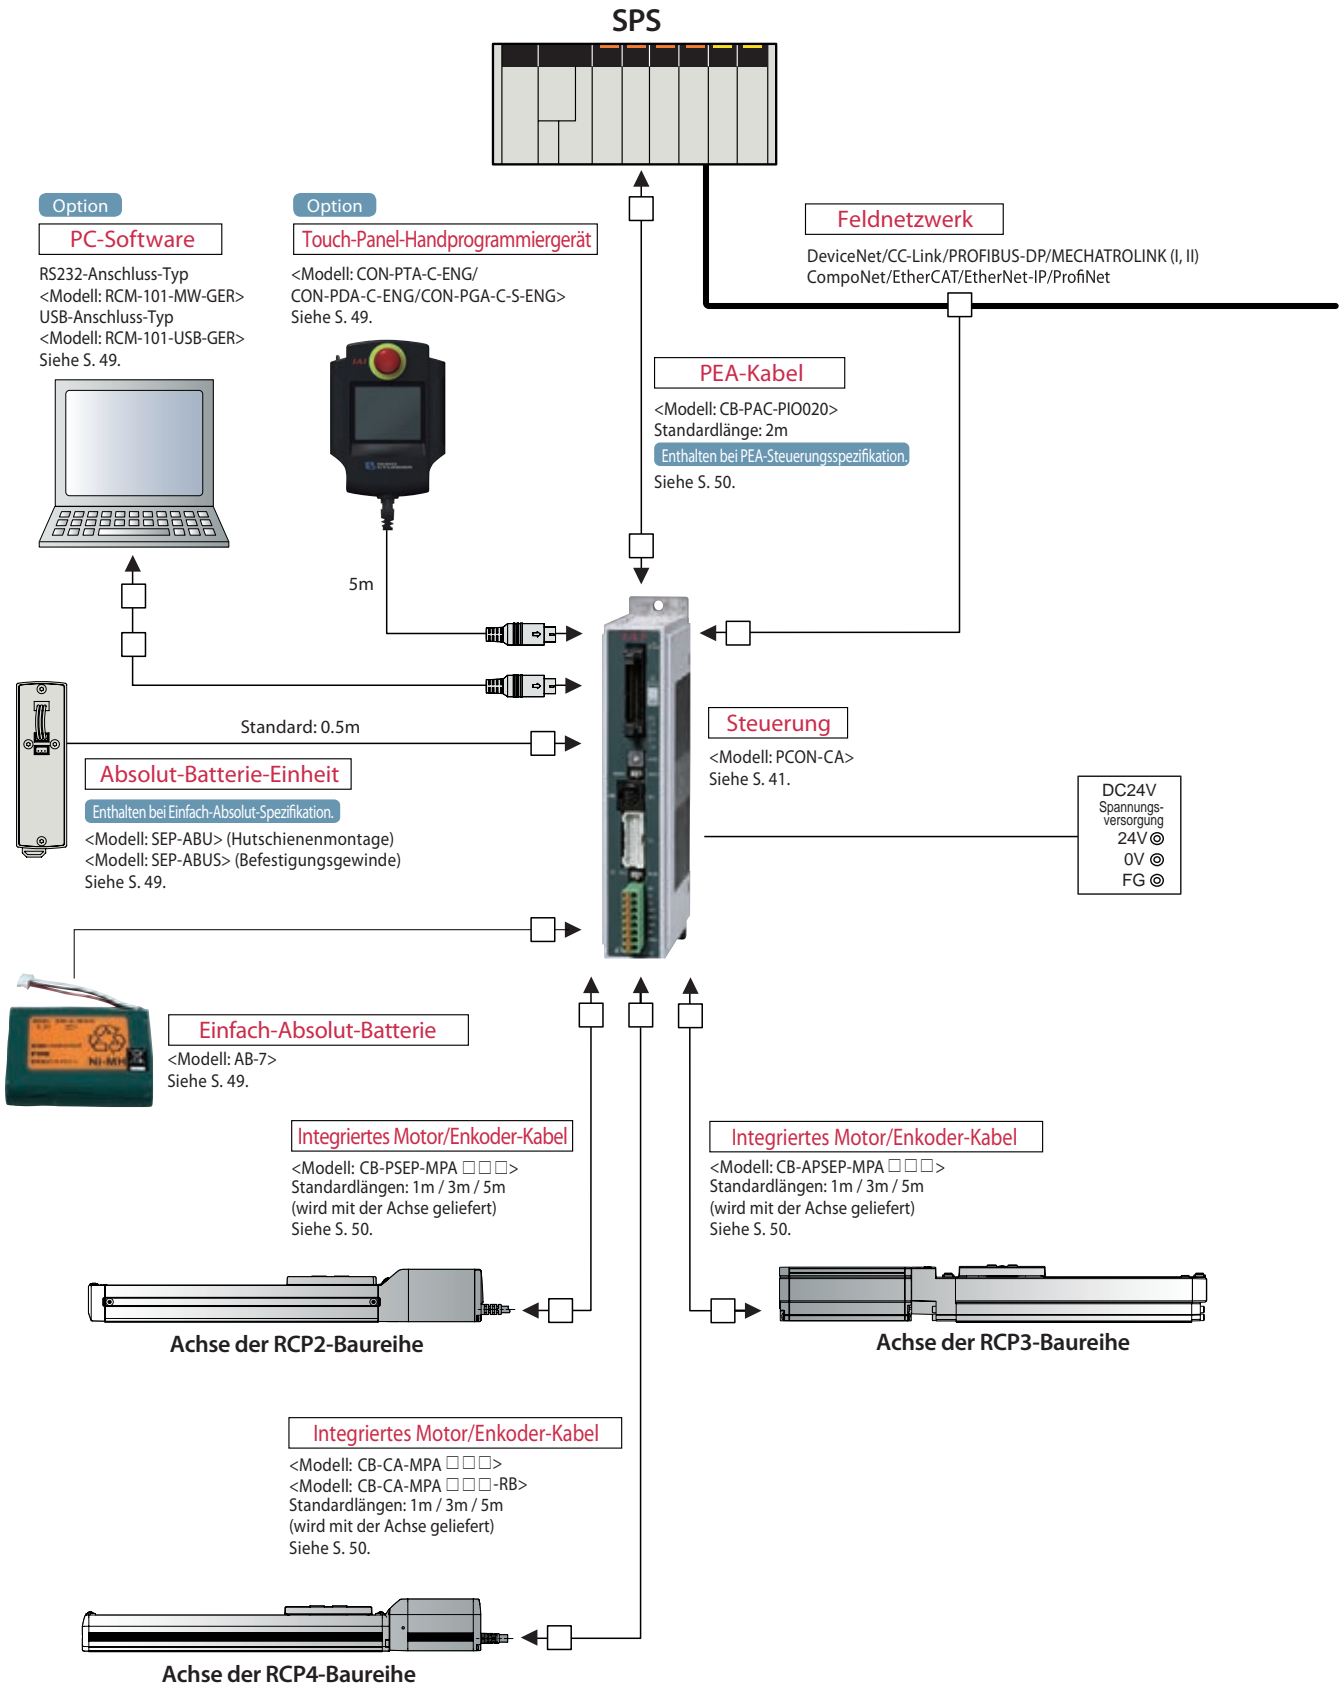 SPS
Option
PC-Software
RS232-Anschluss-Typ
<Modell: RCM-101-MW-GER>
USB-Anschluss-Typ
<Modell: RCM-101-USB-GER>
Siehe S. 49.
Option
Touch-Panel-Handprogrammiergerät
<Modell: CON-PTA-C-ENG/
CON-PDA-C-ENG/CON-PGA-C-S-ENG>
Siehe S. 49.
Feldnetzwerk
DeviceNet/CC-Link/PROFIBUS-DP/MECHATROLINK (I, II)
CompoNet/EtherCAT/EtherNet-IP/ProfiNet
PEA-Kabel
<Modell: CB-PAC-PIO020>
Standardlänge: 2m
Enthalten bei PEA-Steuerungsspezifikation.
Siehe S. 50.
5m
Standard: 0.5m
Absolut-Batterie-Einheit
Enthalten bei Einfach-Absolut-Spezifikation.
<Modell: SEP-ABU> (Hutschienenmontage)
<Modell: SEP-ABUS> (Befestigungsgewinde)
Siehe S. 49.
Steuerung
<Modell: PCON-CA>
Siehe S. 41.
DC24V
Spannungs-
versorgung
24V
0V
FG
Einfach-Absolut-Batterie
<Modell: AB-7>
Siehe S. 49.
Ni-MH
Integriertes Motor/Enkoder-Kabel
<Modell: CB-PSEP-MPA □□□>
Standardlängen: 1m / 3m / 5m
(wird mit der Achse geliefert)
Siehe S. 50.
Integriertes Motor/Enkoder-Kabel
<Modell: CB-APSEP-MPA □□□>
Standardlängen: 1m / 3m / 5m
(wird mit der Achse geliefert)
Siehe S. 50.
Achse der RCP2-Baureihe
Achse der RCP3-Baureihe
Integriertes Motor/Enkoder-Kabel
<Modell: CB-CA-MPA □□□>
<Modell: CB-CA-MPA □□□-RB>
Standardlängen: 1m / 3m / 5m
(wird mit der Achse geliefert)
Siehe S. 50.
Achse der RCP4-Baureihe